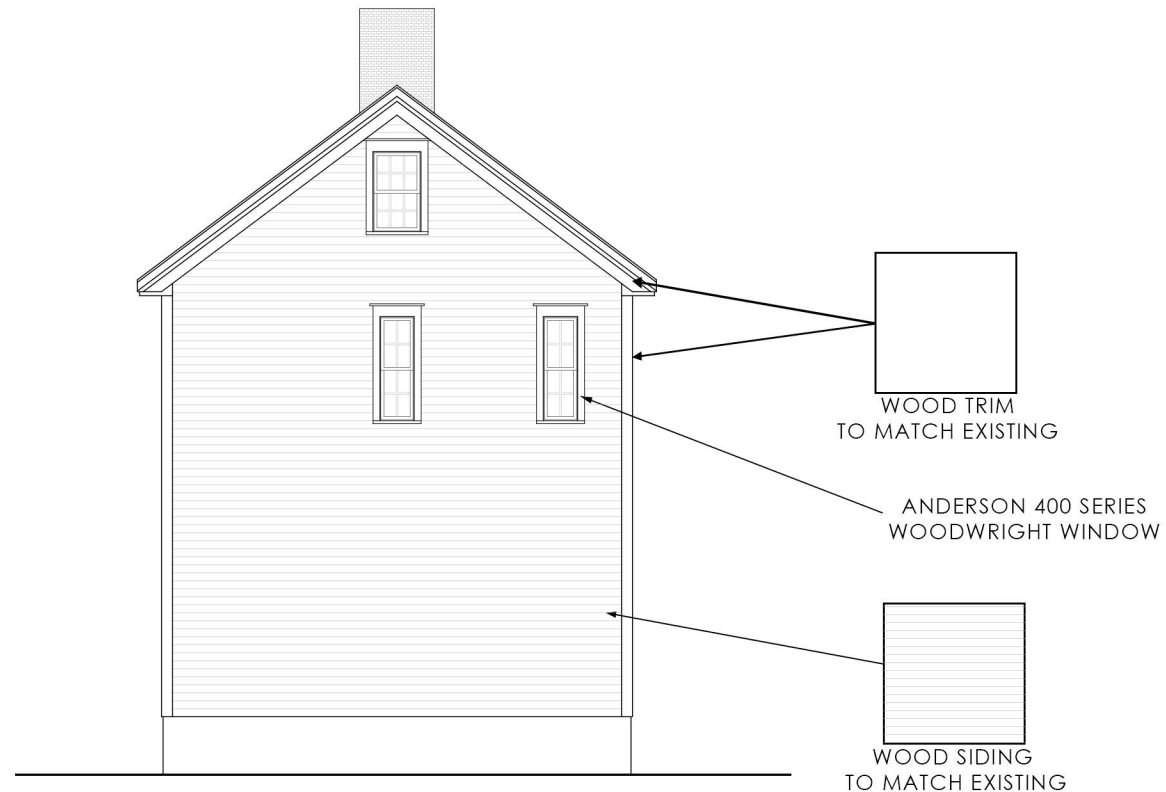 WOOD TRIM
TO MATCH EXISTING
ANDERSON 400 SERIES
WOODWRIGHT WINDOW
WOOD SIDING
TO MATCH EXISTING